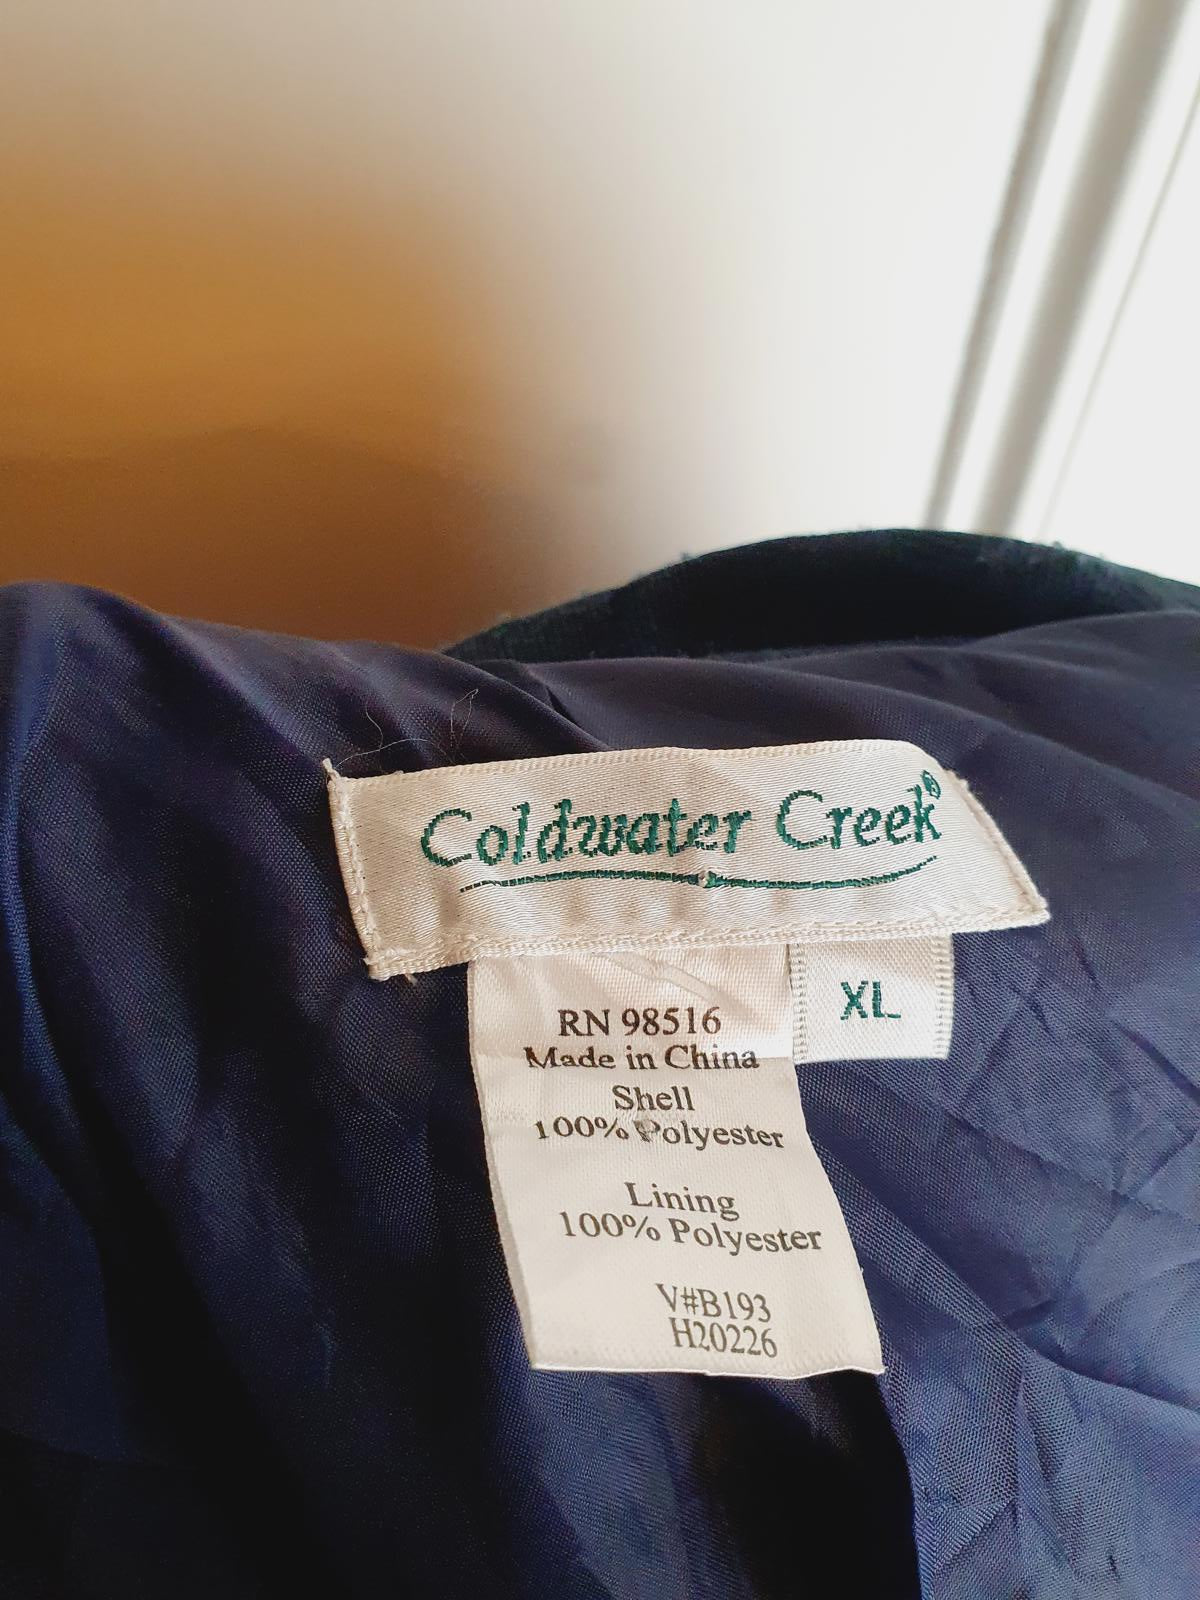 Coldwater Creek®
XL
RN 98516
Made in China
Shell
100% Polyester
Lining
100% Polyester
V#B193
H20226